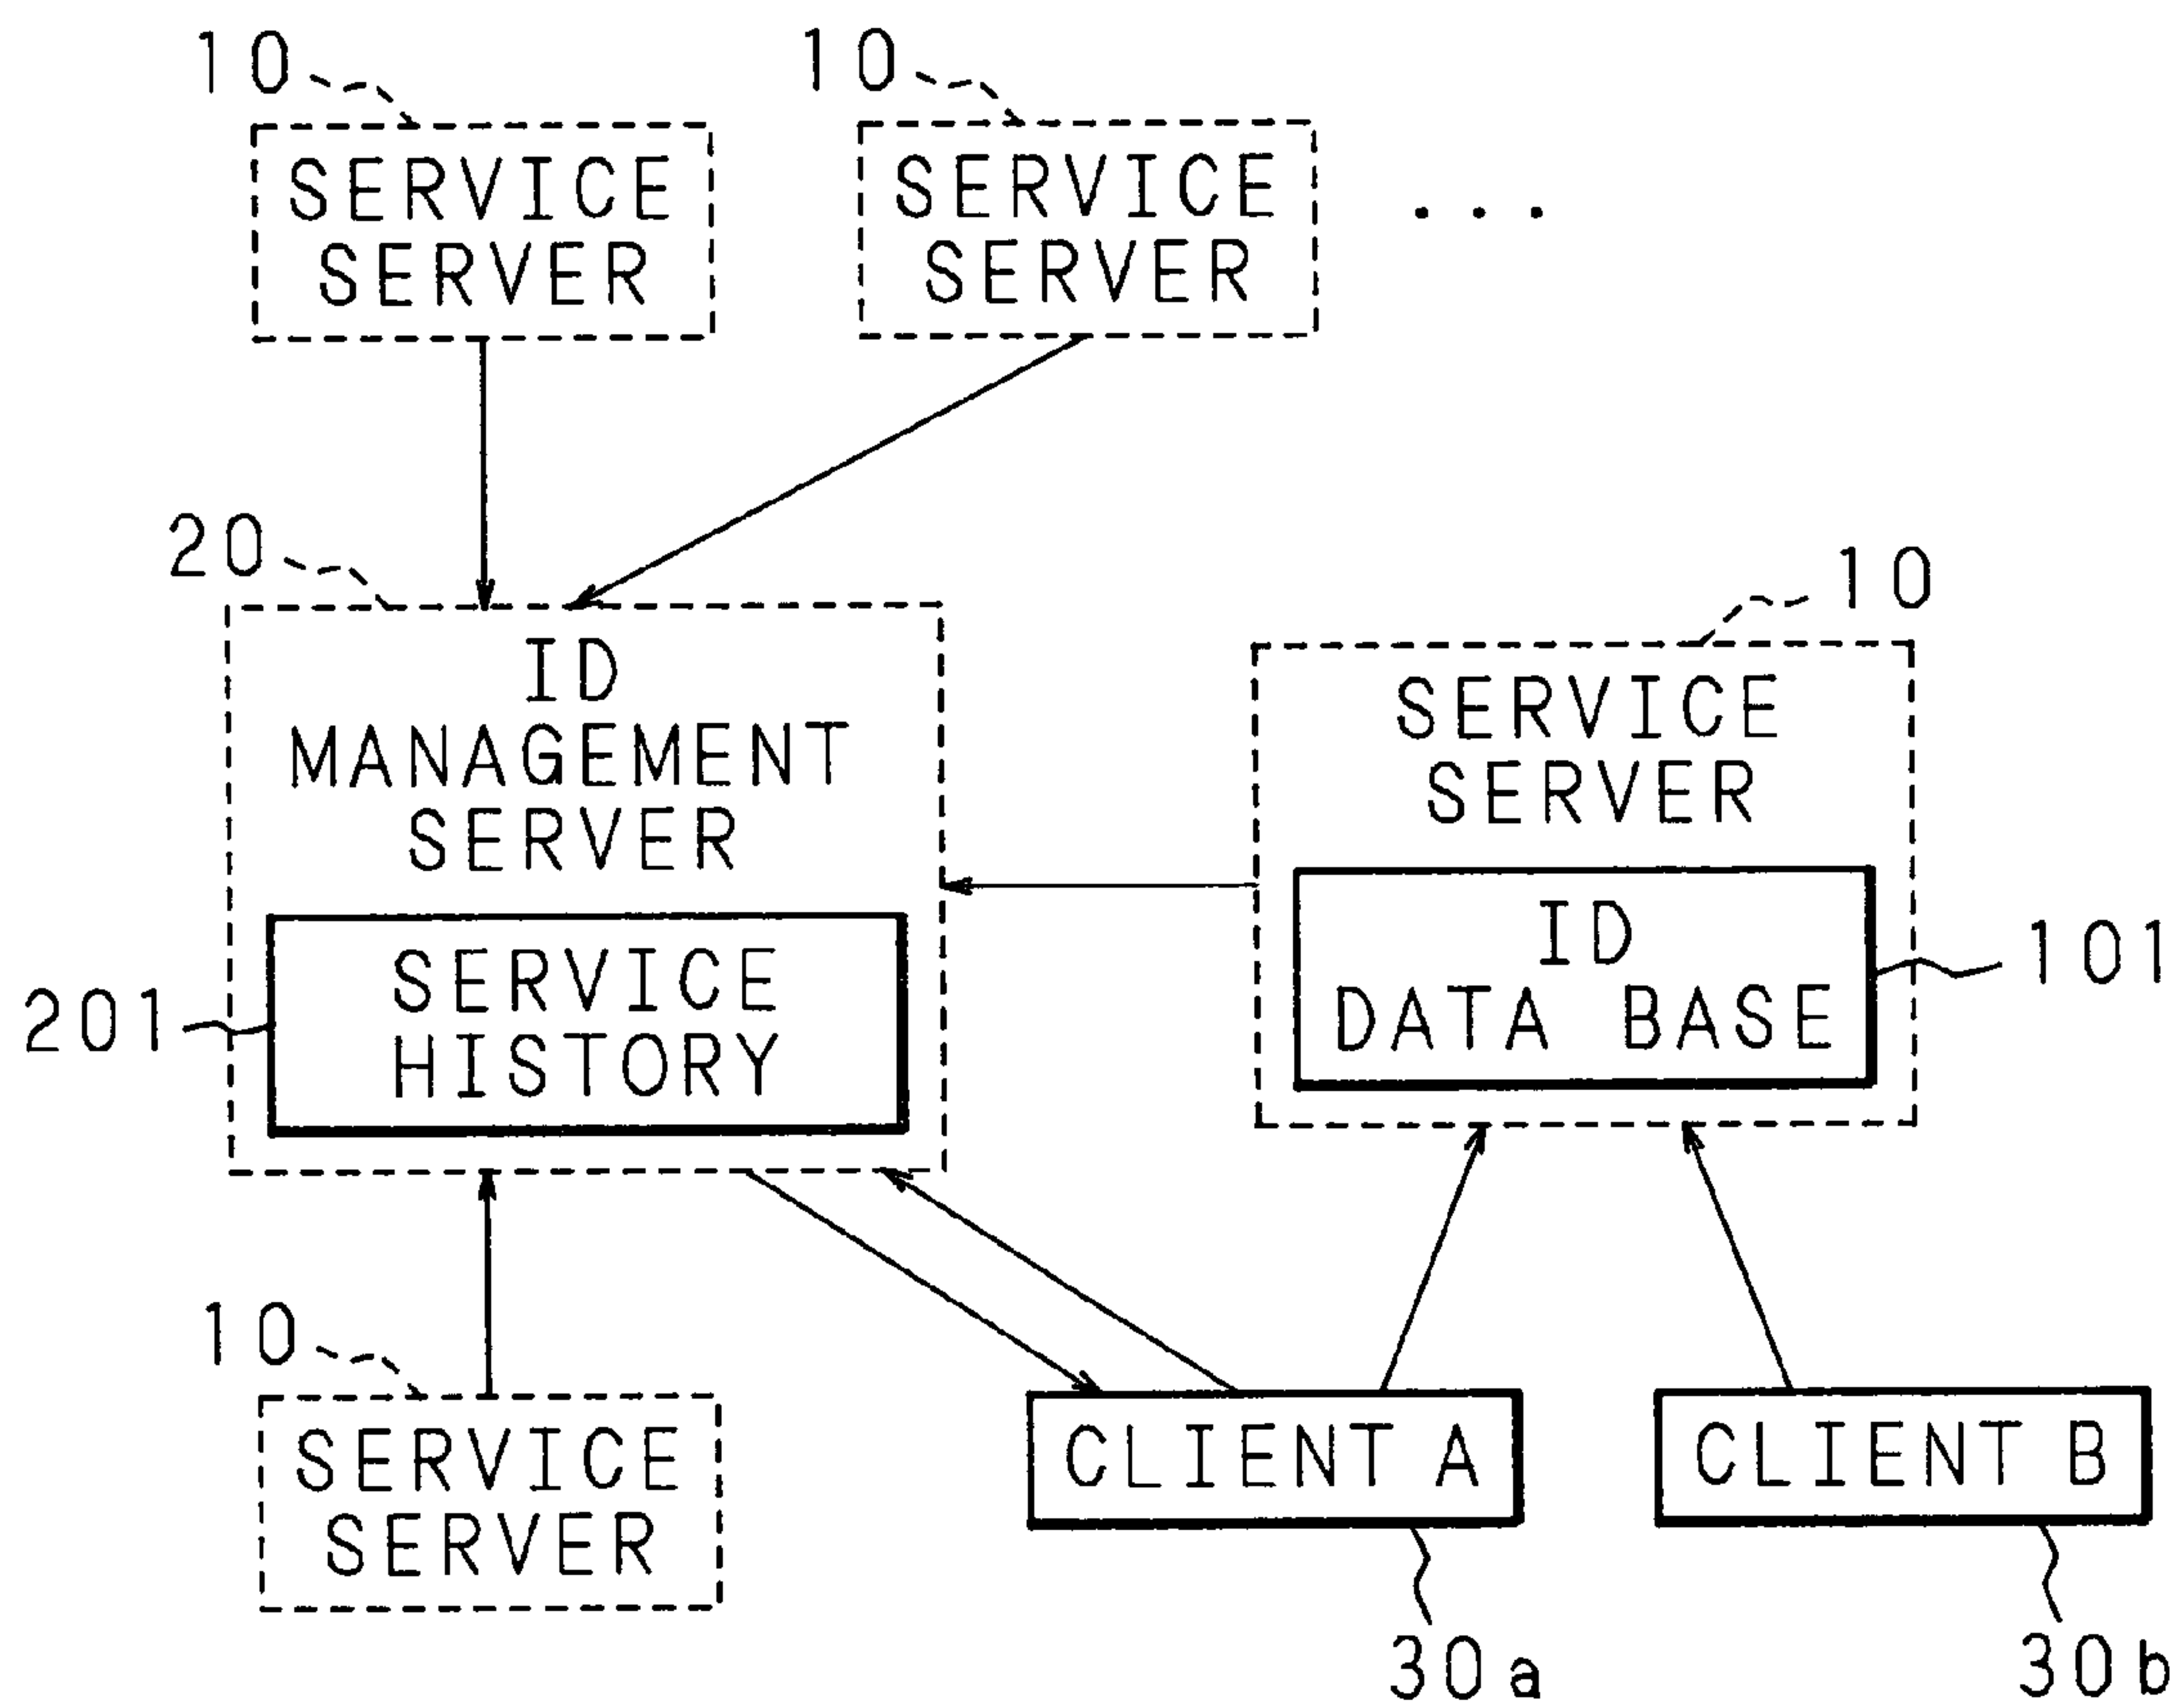 10
10
SERVICE
SERVER
SERVICE
SERVER
...
20
10
ID
MANAGEMENT
SERVER
SERVICE
SERVER
SERVICE
HISTORY
201
ID
DATA BASE
101
10
SERVICE
SERVER
CLIENT A
CLIENT B
30a
30b